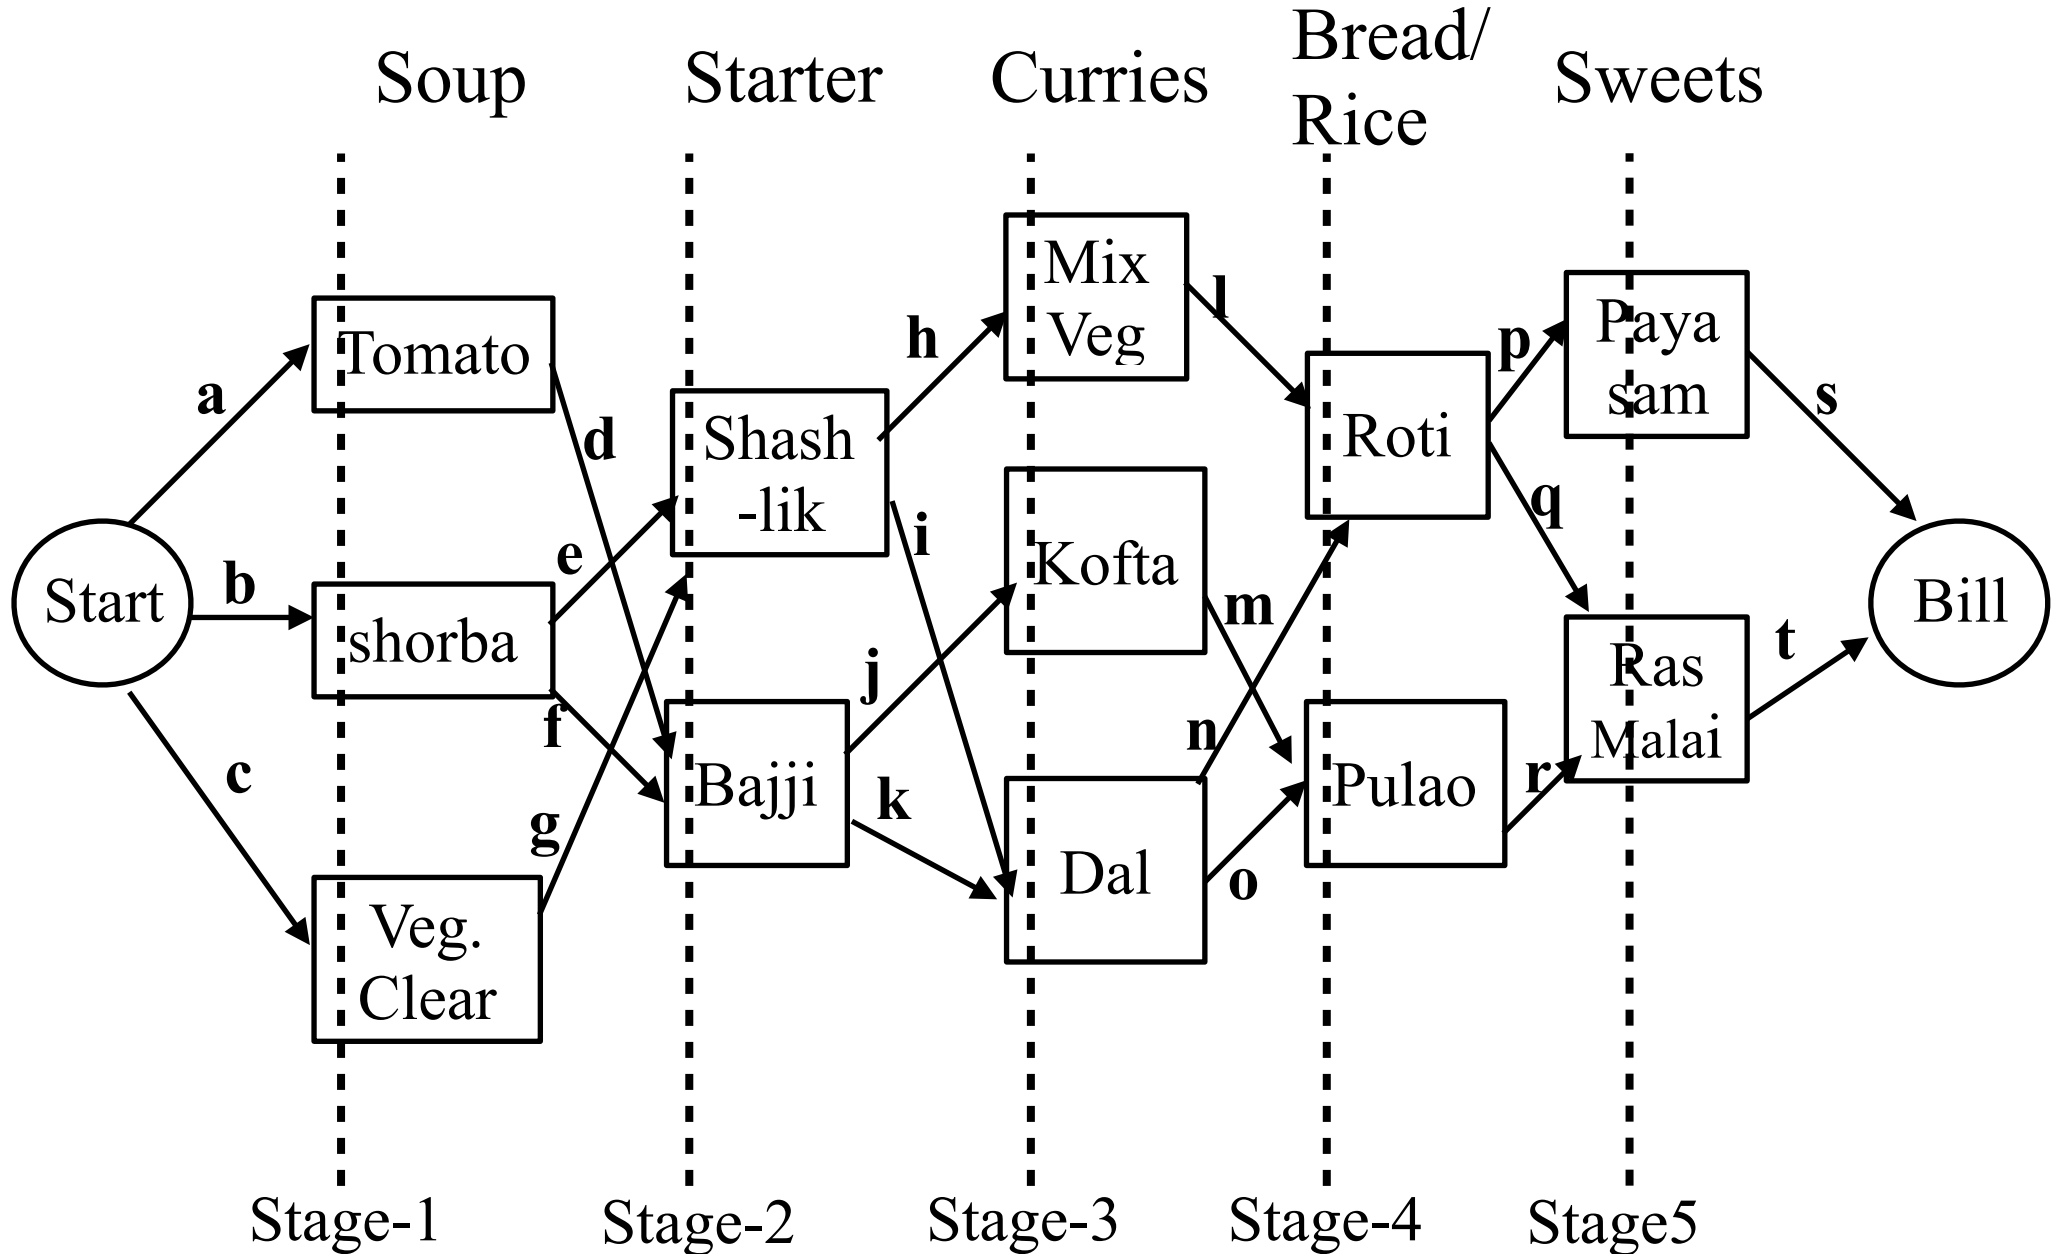 Soup
Starter
Curries
Bread/
Rice
Sweets
Start
a
b
c
Tomato
shorba
Veg.
Clear
d
e
f
g
Shash
-lik
Bajji
h
i
j
k
Mix
Veg
Kofta
Dal
l
m
n
o
Roti
Pulao
p
q
r
Paya
sam
Ras
Malai
s
t
Bill
Stage-1
Stage-2
Stage-3
Stage-4
Stage5